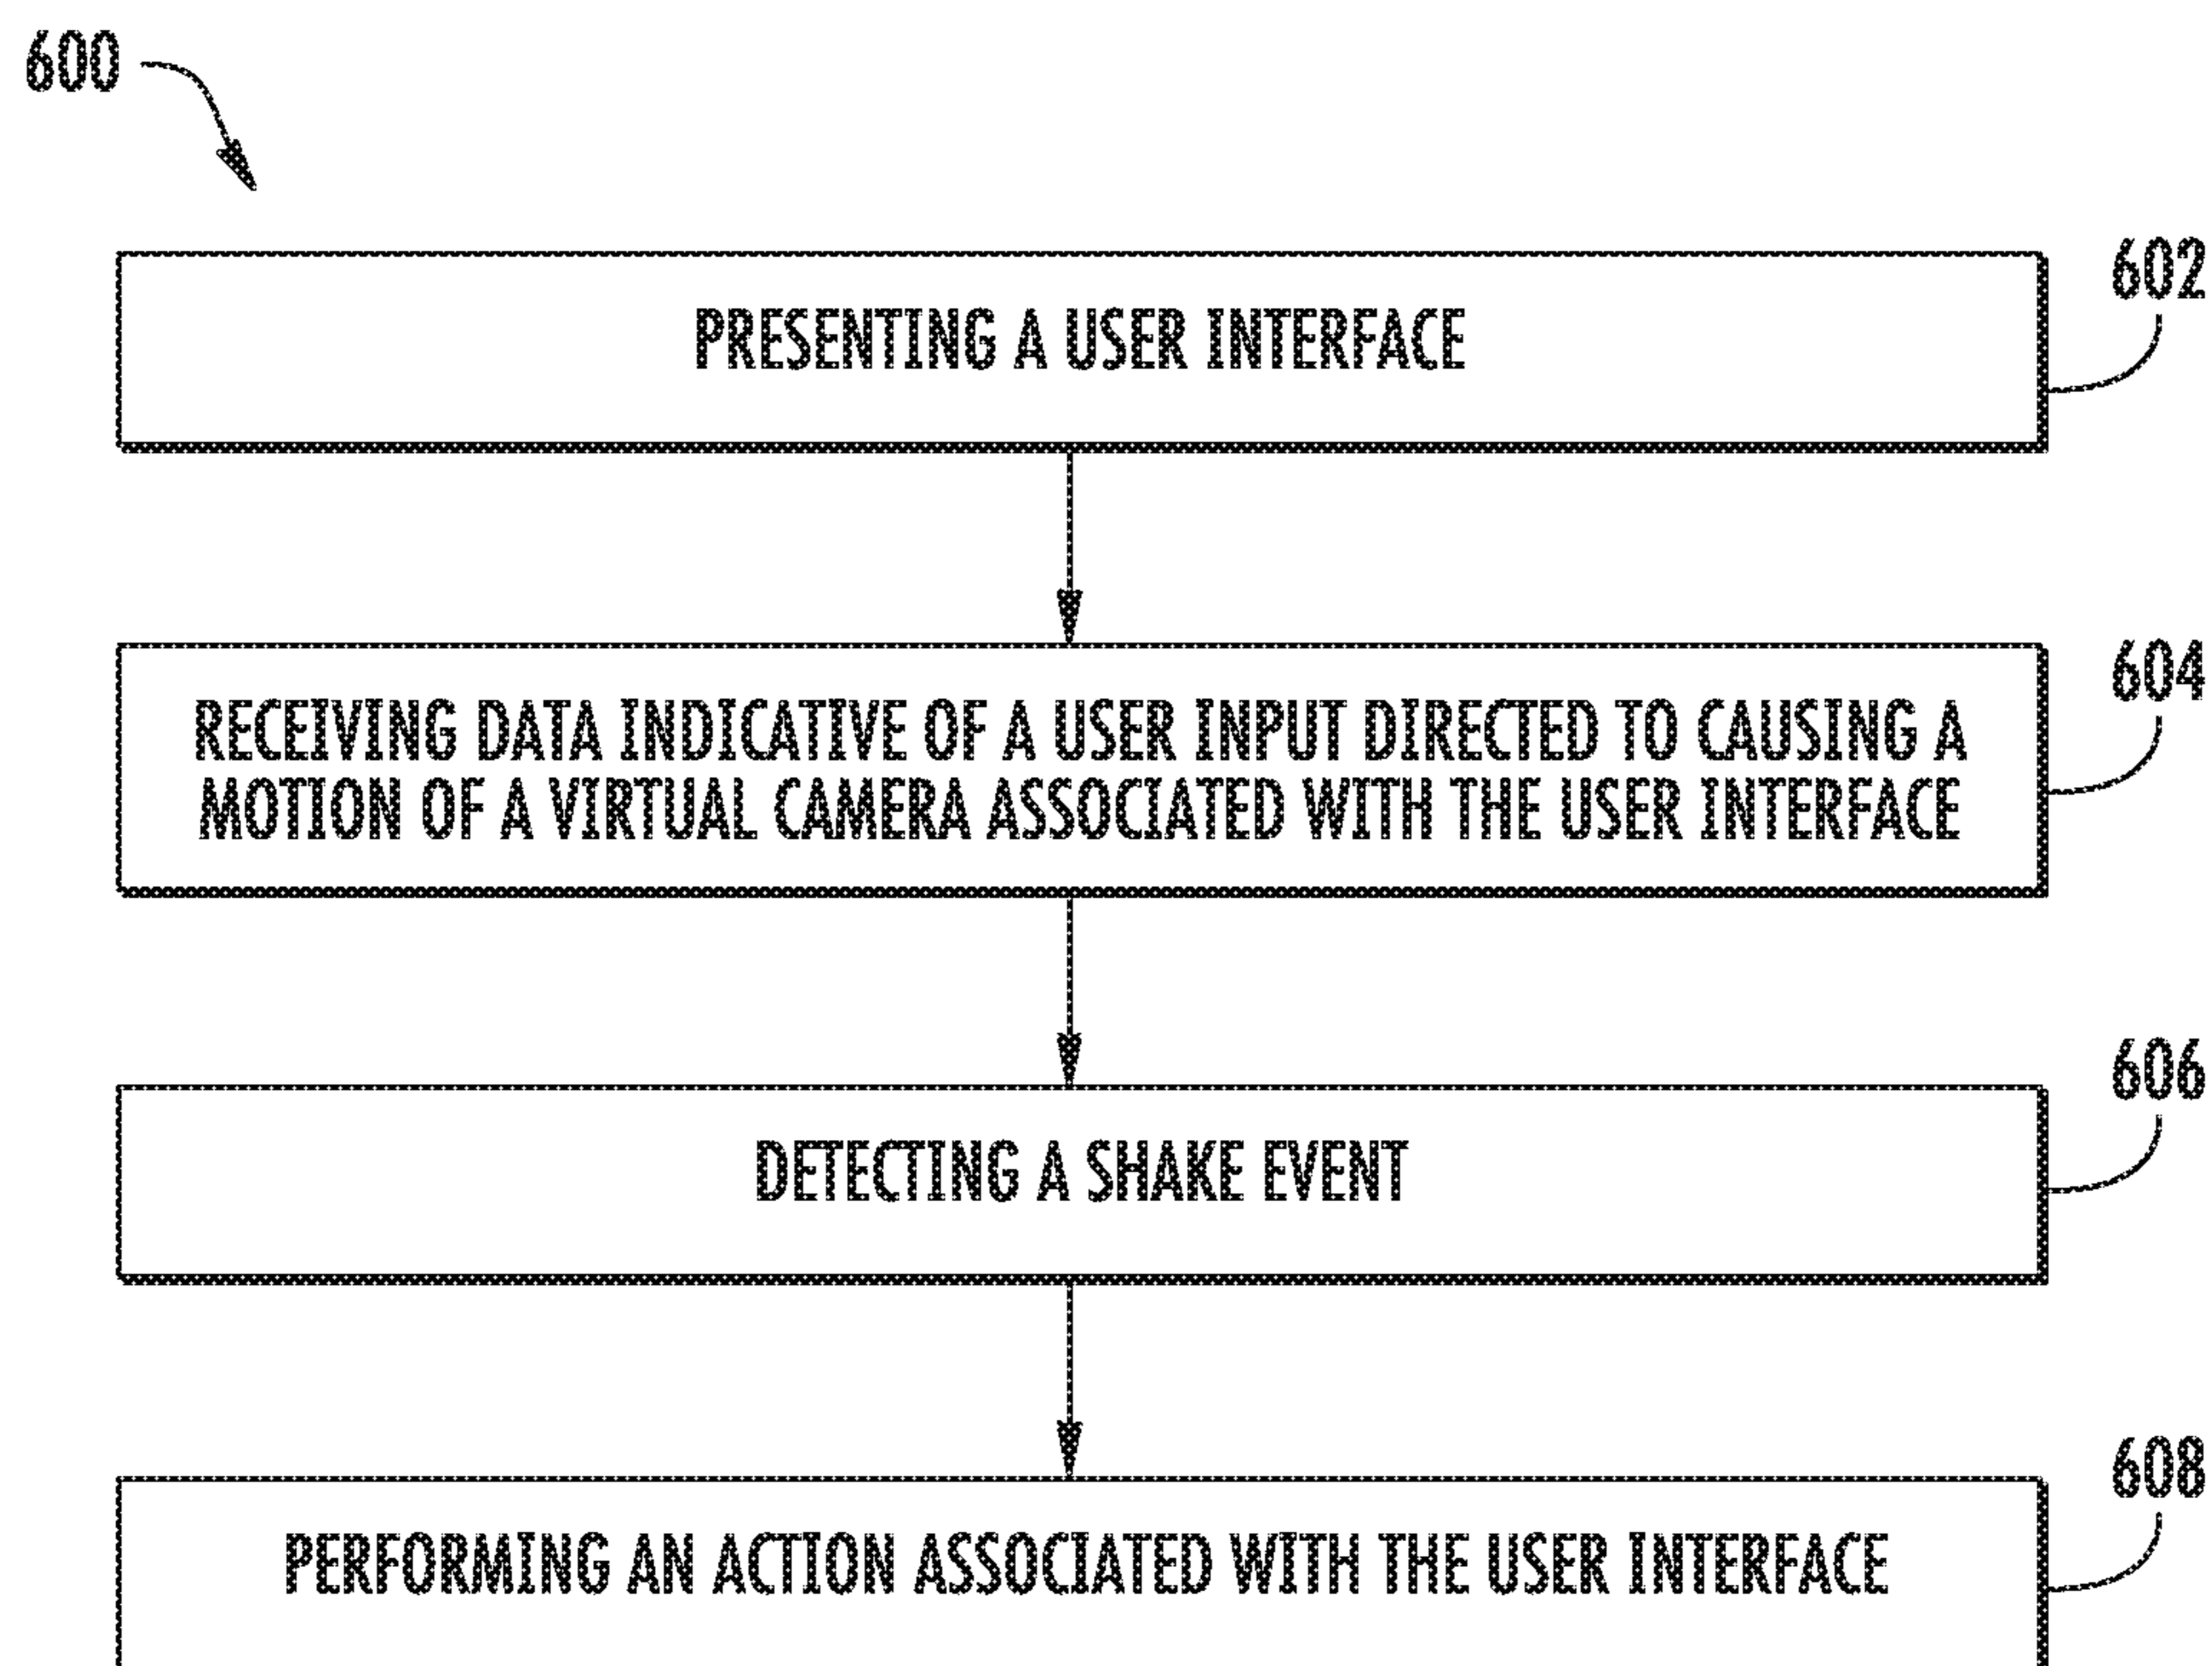 600
602
PRESENTING A USER INTERFACE
604
RECEIVING DATA INDICATIVE OF A USER INPUT DIRECTED TO CAUSING A
MOTION OF A VIRTUAL CAMERA ASSOCIATED WITH THE USER INTERFACE
606
DETECTING A SHAKE EVENT
608
PERFORMING AN ACTION ASSOCIATED WITH THE USER INTERFACE